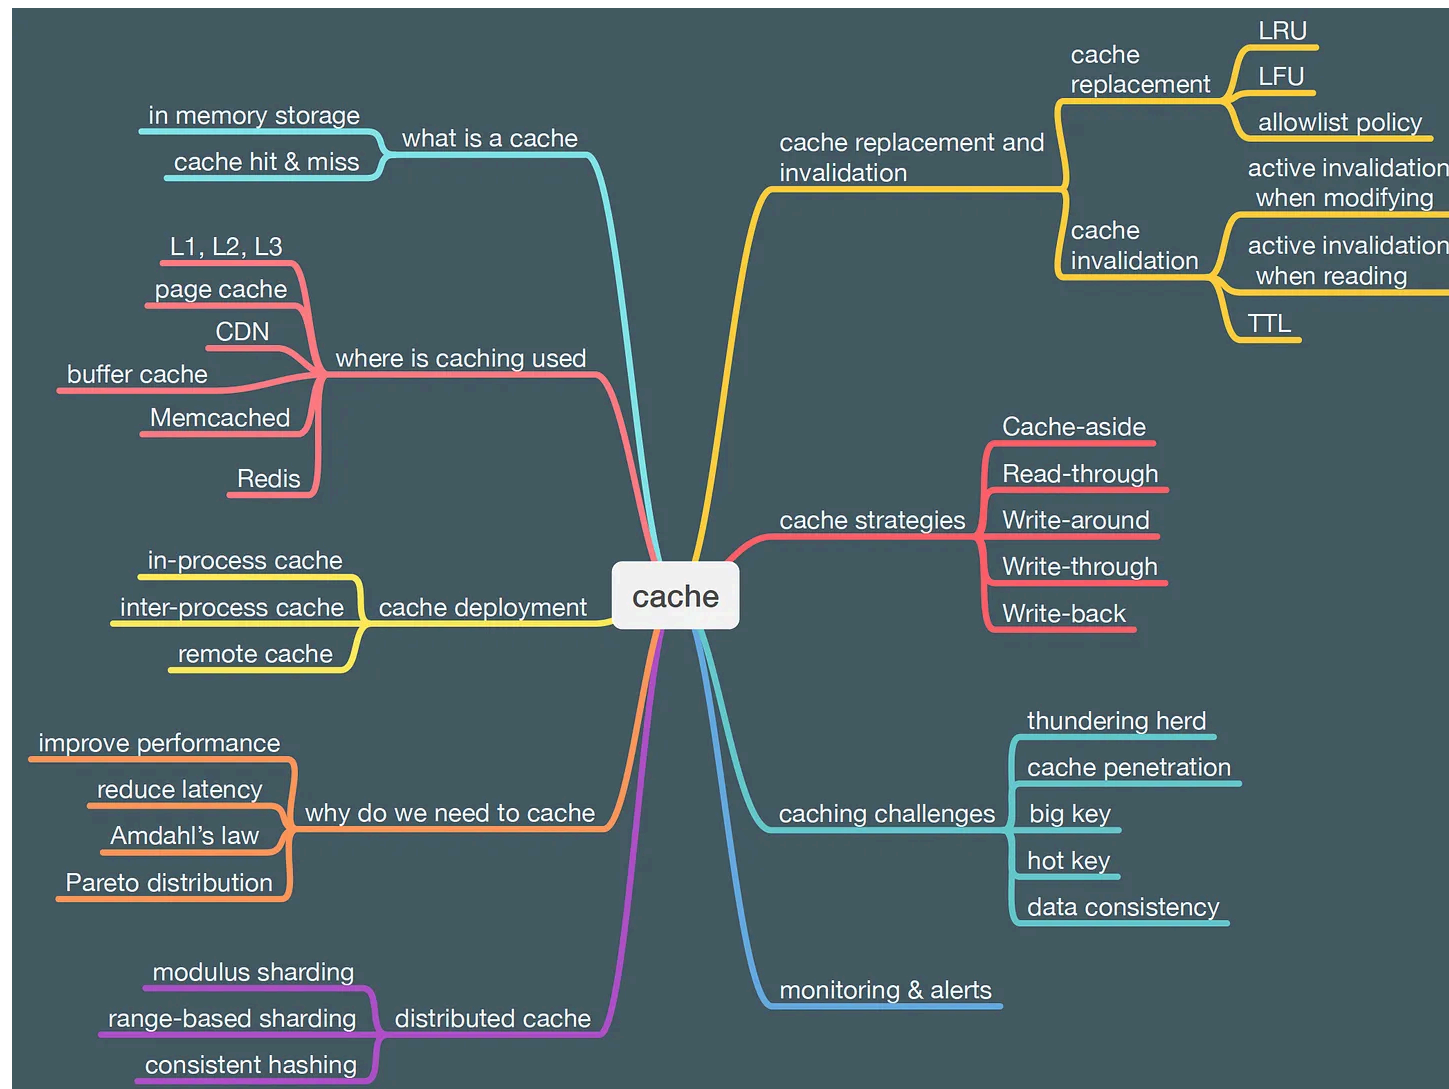 cache
what is a cache
in memory storage
cache hit & miss
where is caching used
L1, L2, L3
page cache
CDN
buffer cache
Memcached
Redis
cache deployment
in-process cache
inter-process cache
remote cache
why do we need to cache
improve performance
reduce latency
Amdahl’s law
Pareto distribution
distributed cache
modulus sharding
range-based sharding
consistent hashing
cache replacement and
invalidation
cache
replacement
LRU
LFU
allowlist policy
cache
invalidation
active invalidation
when modifying
active invalidation
when reading
TTL
cache strategies
Cache-aside
Read-through
Write-around
Write-through
Write-back
caching challenges
thundering herd
cache penetration
big key
hot key
data consistency
monitoring & alerts